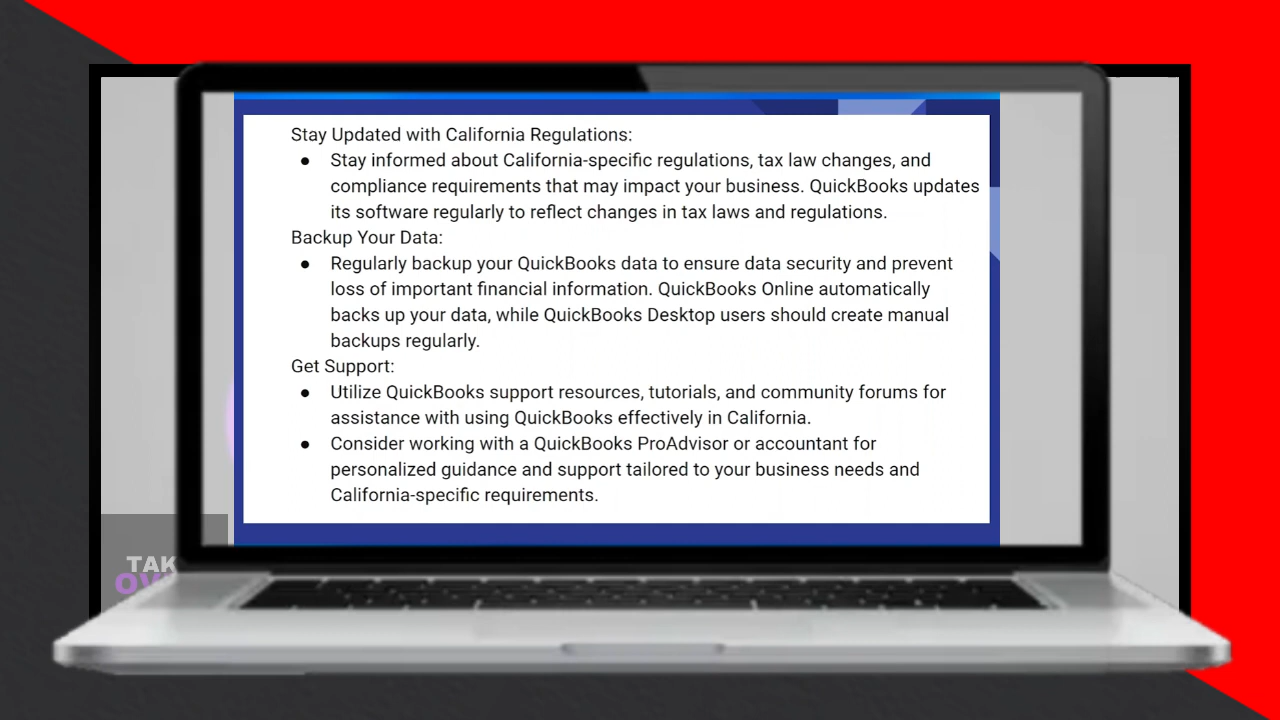 Stay Updated with California Regulations:
● Stay informed about California-specific regulations, tax law changes, and
compliance requirements that may impact your business. QuickBooks updates
its software regularly to reflect changes in tax laws and regulations.
Backup Your Data:
● Regularly backup your QuickBooks data to ensure data security and prevent
loss of important financial information. QuickBooks Online automatically
backs up your data, while QuickBooks Desktop users should create manual
backups regularly.
Get Support:
● Utilize QuickBooks support resources, tutorials, and community forums for
assistance with using QuickBooks effectively in California.
● Consider working with a QuickBooks ProAdvisor or accountant for
personalized guidance and support tailored to your business needs and
California-specific requirements.
TAK